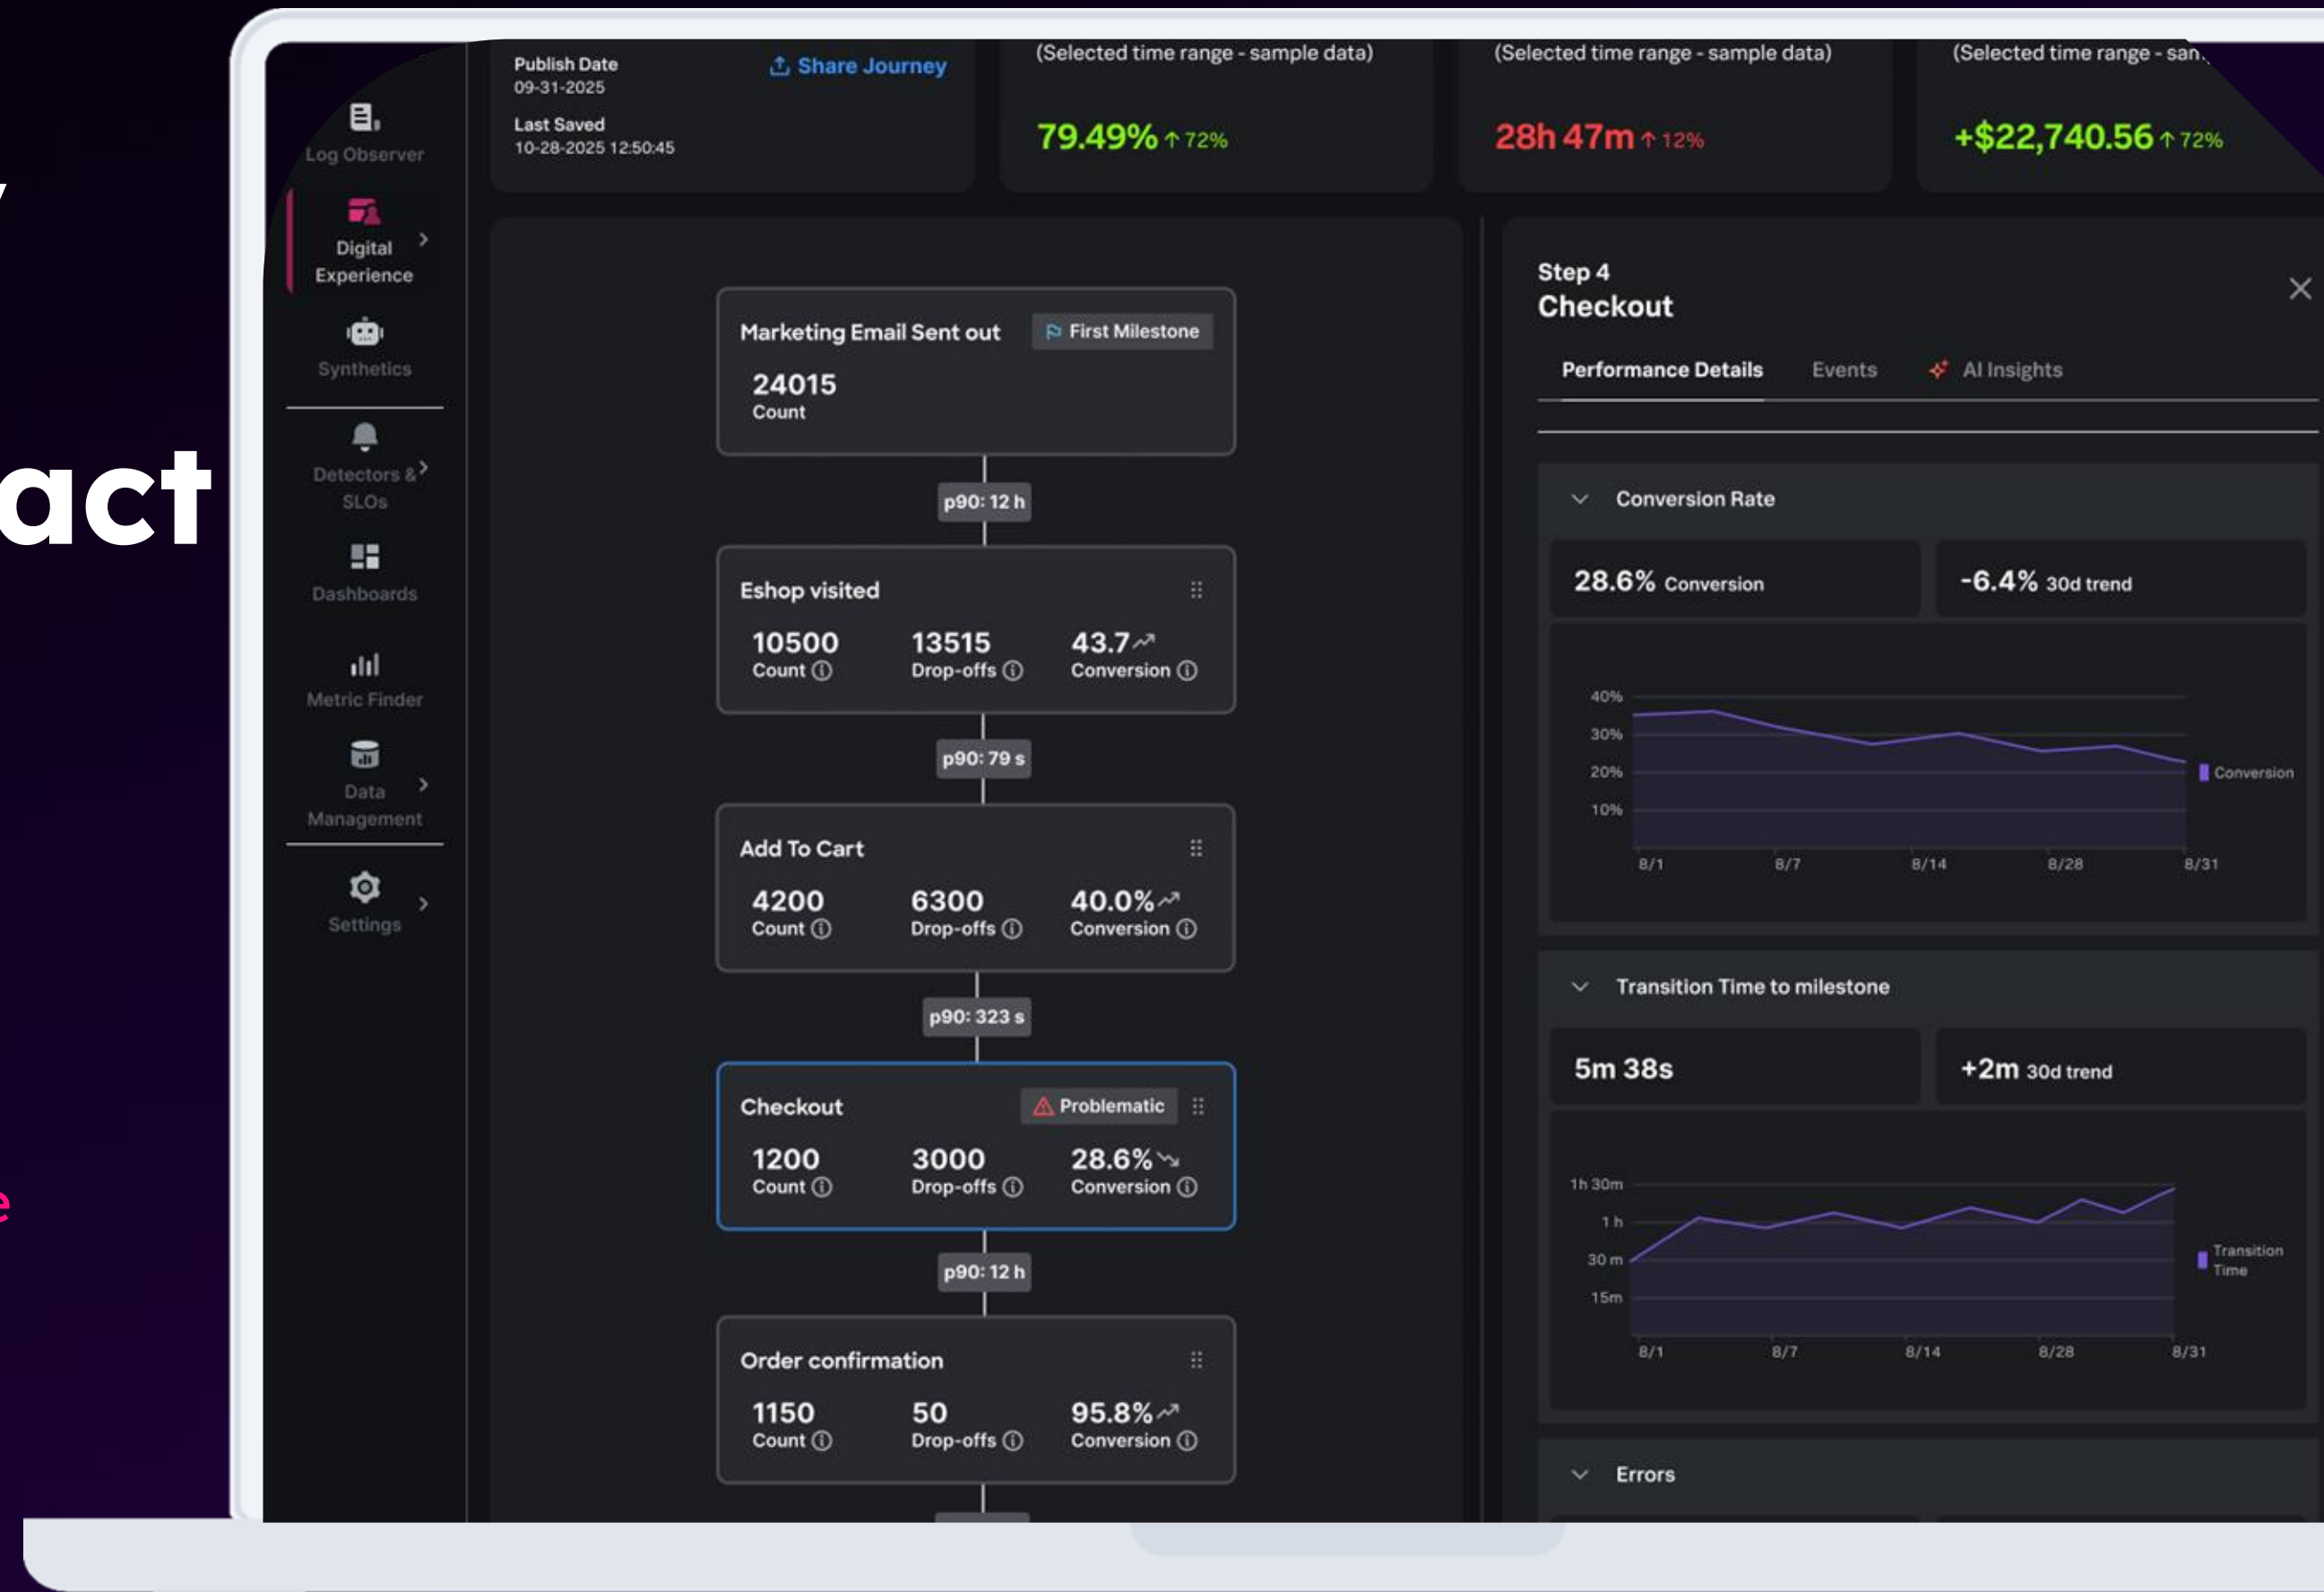 act
Log Observer
Digital
Experience
Synthetics
Detectors &
SLOs
Dashboards
Metric Finder
Data
Management
Settings
Publish Date
09-31-2025
Share Journey
Last Saved
10-28-2025 12:50:45
(Selected time range - sample data)
79.49% ↑ 72%
(Selected time range - sample data)
28h 47m ↑ 12%
(Selected time range -
+$22,740.56 ↑ 72%
Marketing Email Sent out
First Milestone
24015
Count
p90: 12 h
Eshop visited
10500 13515 43.7
Count Drop-offs Conversion
p90: 79 s
Add To Cart
4200 6300 40.0%
Count Drop-offs Conversion
p90: 323 s
Checkout
Problematic
1200 3000 28.6%
Count Drop-offs Conversion
p90: 12 h
Order confirmation
1150 50 95.8%
Count Drop-offs Conversion
Step 4
Checkout
Performance Details Events AI Insights
Conversion Rate
28.6% Conversion
-6.4% 30d trend
40%
30%
20%
10%
8/1 8/7 8/14 8/28 8/31
Conversion
Transition Time to milestone
5m 38s
+2m 30d trend
1h 30m
1 h
30 m
15m
8/1 8/7 8/14 8/28 8/31
Transition
Time
Errors